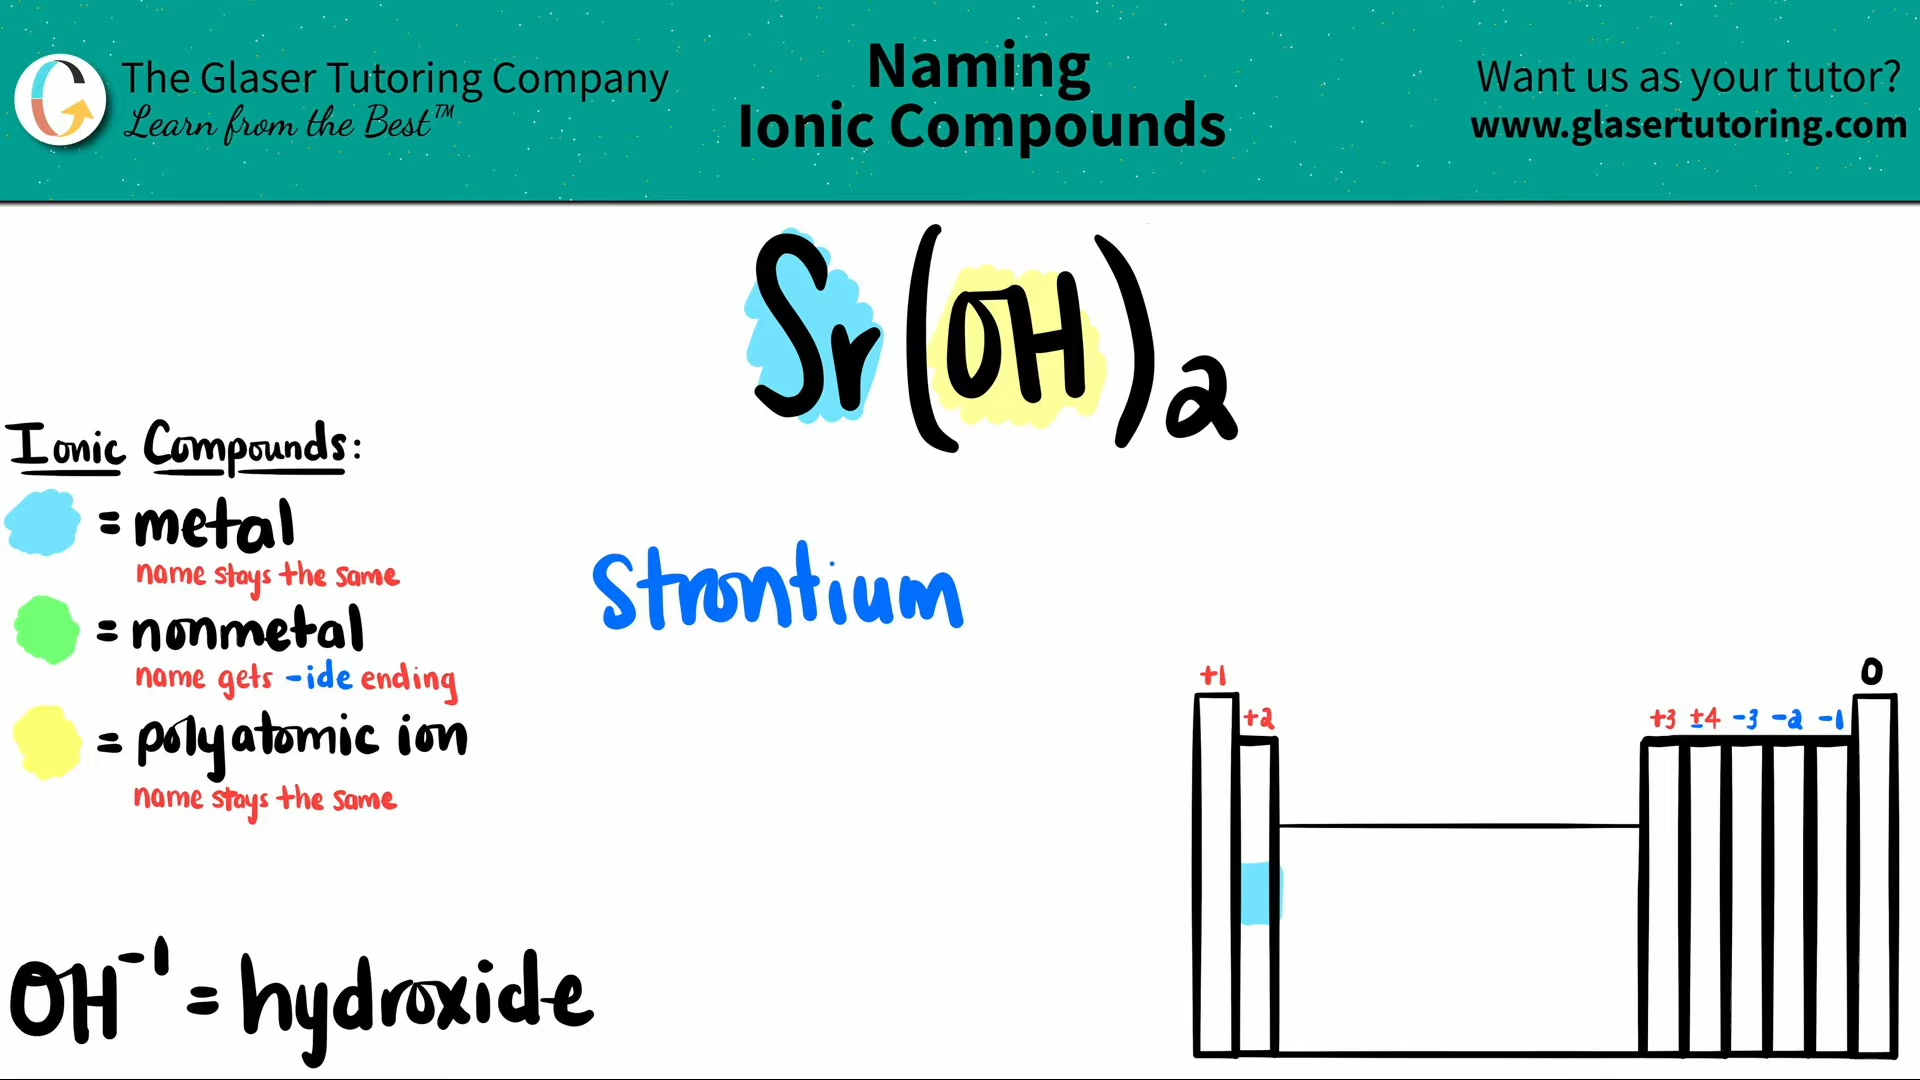 The Glaser Tutoring Company
Learn from the Best™
Naming
Ionic Compounds
Want us as your tutor?
www.glasertutoring.com
Sr(OH)₂
Ionic Compounds:
= metal
name stays the same
= nonmetal
name gets -ide ending
= polyatomic ion
name stays the same
Strontium
OH⁻¹ = hydroxide
+1
+2
+3 ±4 -3 -2 -1
0